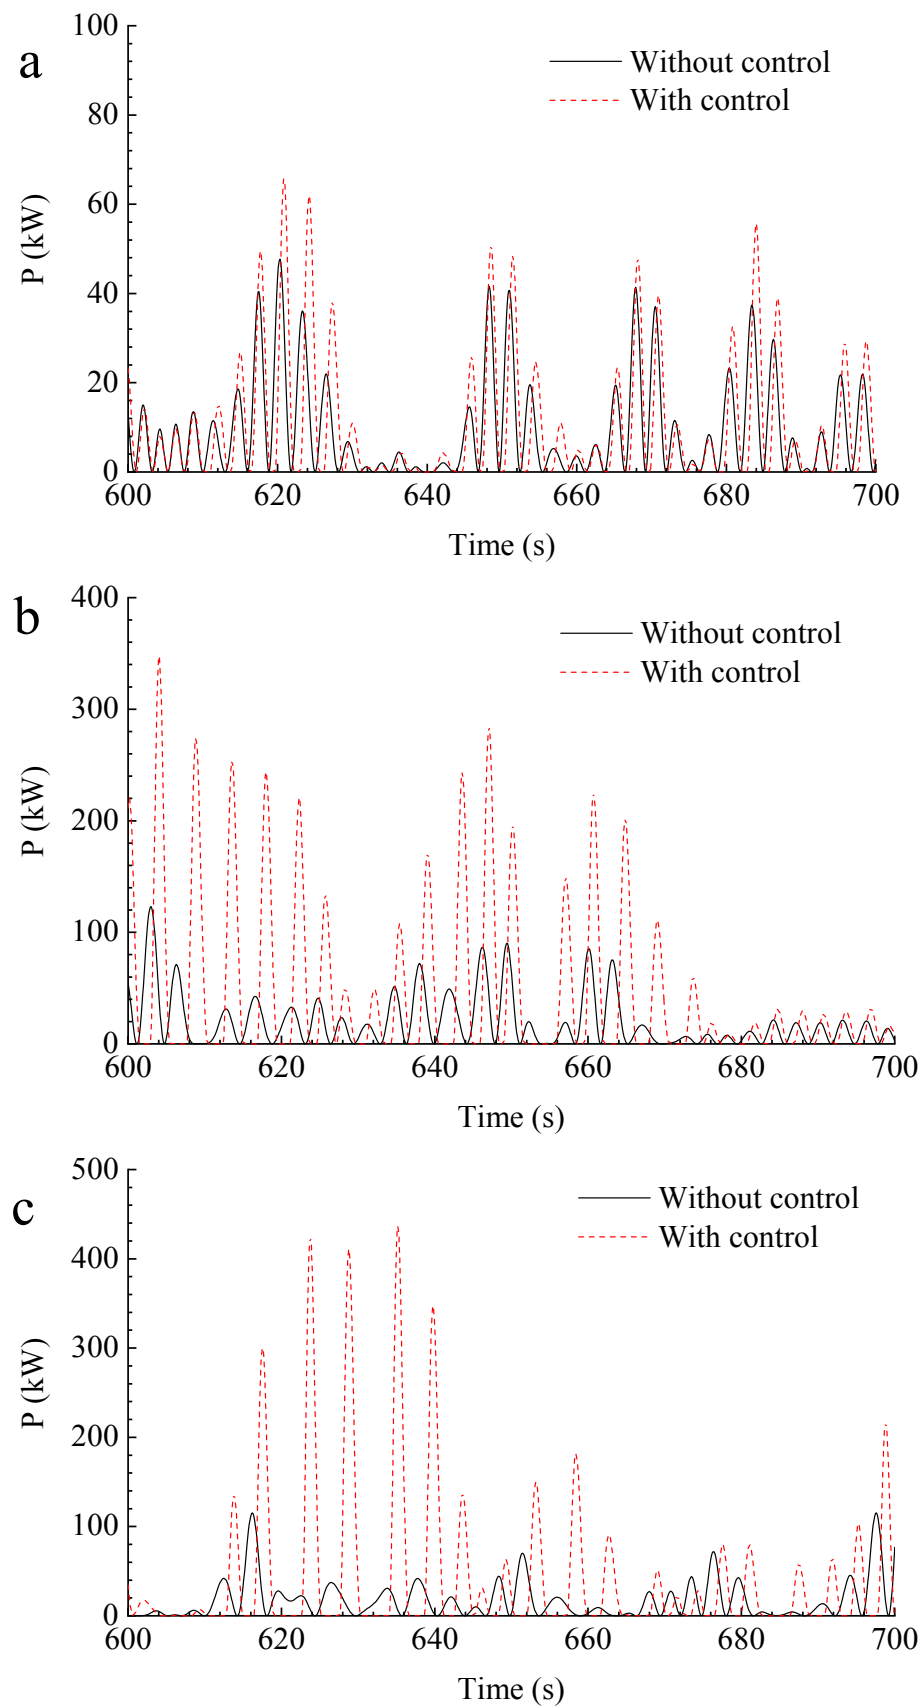 a
100
80
60
40
20
0
P (kW)
Without control
With control
600 620 640 660 680 700
Time (s)
b
400
300
200
100
0
P (kW)
Without control
With control
600 620 640 660 680 700
Time (s)
c
500
400
300
200
100
0
P (kW)
Without control
With control
600 620 640 660 680 700
Time (s)